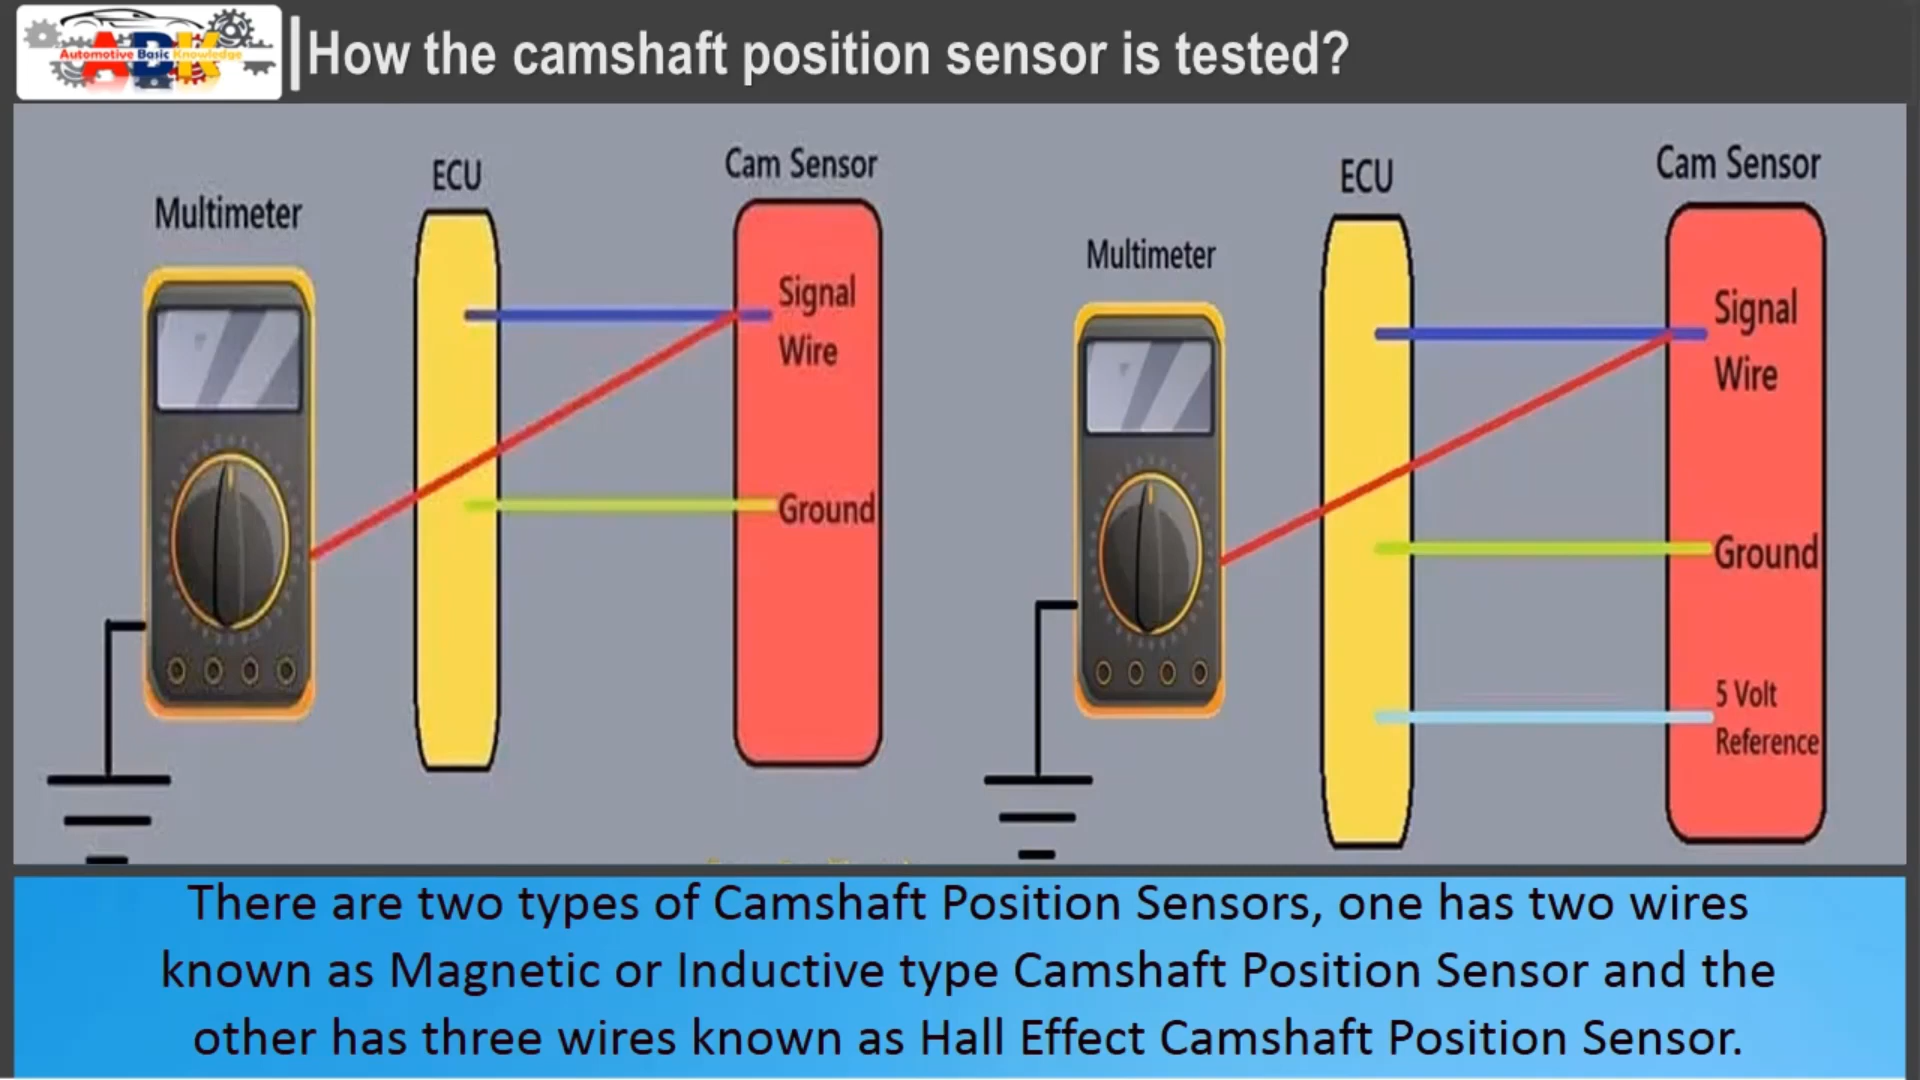 ABK
Automotive Basic Knowledge
How the camshaft position sensor is tested?
Multimeter
ECU
Cam Sensor
Signal
Wire
Ground
Multimeter
ECU
Cam Sensor
Signal
Wire
Ground
5 Volt
Reference
There are two types of Camshaft Position Sensors, one has two wires
known as Magnetic or Inductive type Camshaft Position Sensor and the
other has three wires known as Hall Effect Camshaft Position Sensor.